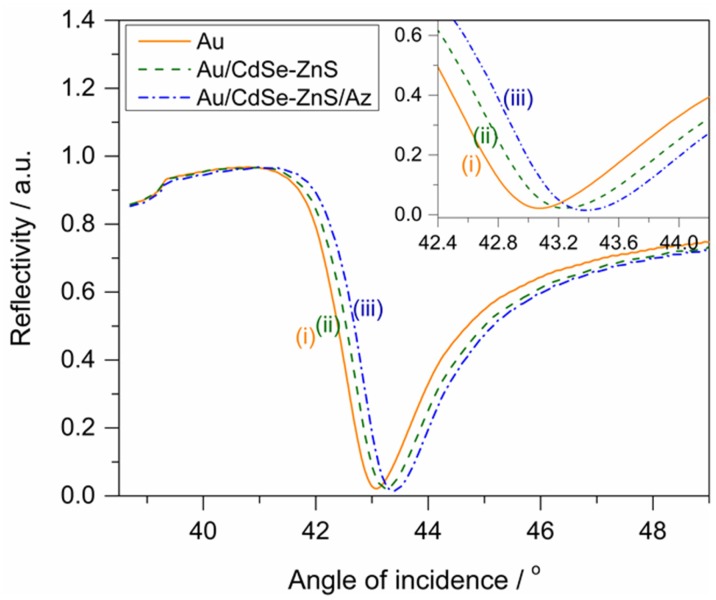 1.4
1.2
1.0
0.8
0.6
0.4
0.2
0.0
Reflectivity / a.u.
Au
Au/CdSe-ZnS
Au/CdSe-ZnS/Az
0.6
0.4
0.2
0.0
(iii)
(ii)
(i)
42.4 42.8 43.2 43.6 44.0
(iii)
(ii)
(i)
40 42 44 46 48
Angle of incidence / °